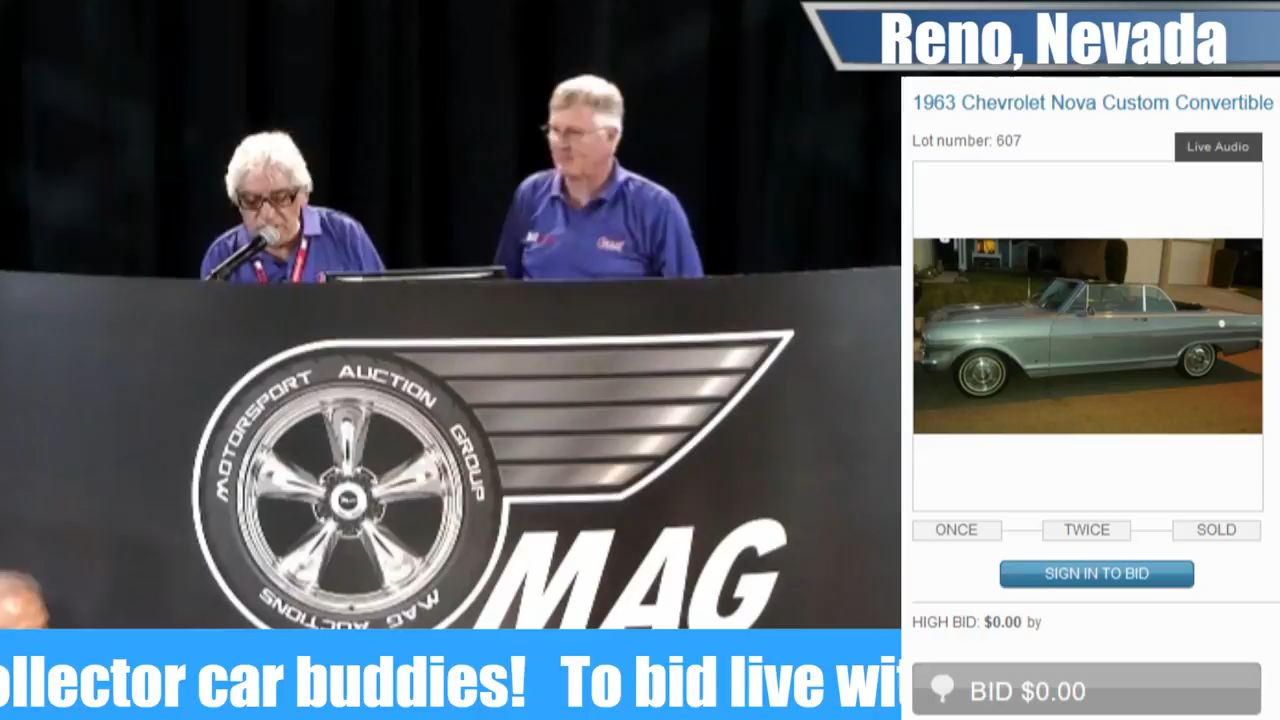 Reno, Nevada
1963 Chevrolet Nova Custom Convertible
Lot number: 607
Live Audio
MOTORSPORT AUCTION GROUP
MAG AUCTIONS
MAG
ONCE
TWICE
SOLD
SIGN IN TO BID
HIGH BID: $0.00 by
BID $0.00
ollector car buddies! To bid live wit